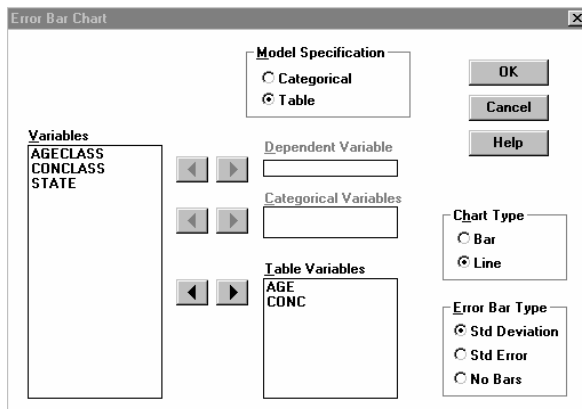 Error Bar Chart
Model Specification
Categorical
Table
OK
Cancel
Help
Variables
AGECLASS
CONCLASS
STATE
Dependent Variable
Categorical Variables
Table Variables
AGE
CONC
Chart Type
Bar
Line
Error Bar Type
Std Deviation
Std Error
No Bars